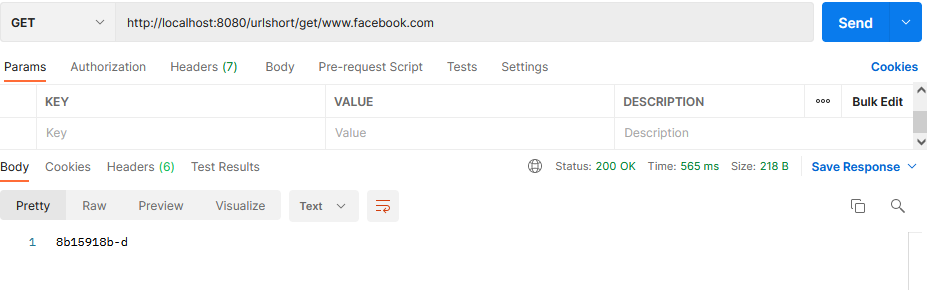 GET http://localhost:8080/urlshort/get/www.facebook.com Send
Params Authorization Headers (7) Body Pre-request Script Tests Settings Cookies
KEY VALUE DESCRIPTION ooo Bulk Edit
Key Value Description
Body Cookies Headers (6) Test Results Status: 200 OK Time: 565 ms Size: 218 B Save Response
Pretty Raw Preview Visualize Text
1 8b15918b-d